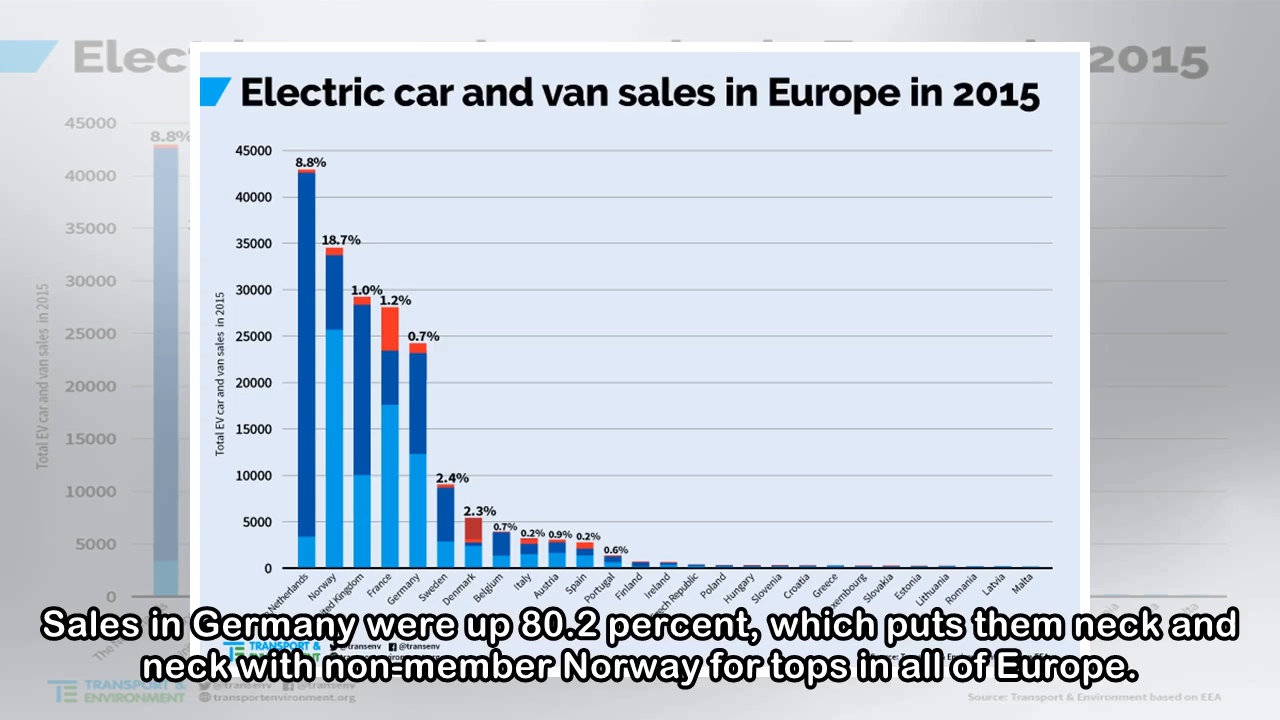 Electric car and van sales in Europe in 2015
45000
40000
35000
30000
25000
20000
15000
10000
5000
0
Total EV car and van sales in 2015
8.8%
18.7%
1.0%
1.2%
0.7%
2.4%
2.3%
0.7%
0.2%
0.9%
0.2%
0.6%
Netherlands
Norway
Kingdom
France
Germany
Sweden
Denmark
Belgium
Italy
Austria
Spain
Portugal
Finland
Ireland
Republic
Poland
Hungary
Slovenia
Croatia
Greece
Slovakia
Estonia
Lithuania
Romania
Latvia
Malta
Sales in Germany were up 80.2 percent, which puts them neck and
neck with non-member Norway for tops in all of Europe.
TRANSPORT &
ENVIRONMENT
@transenv @transenv
transportenvironment.org
Source: Transport & Environment based on EEA